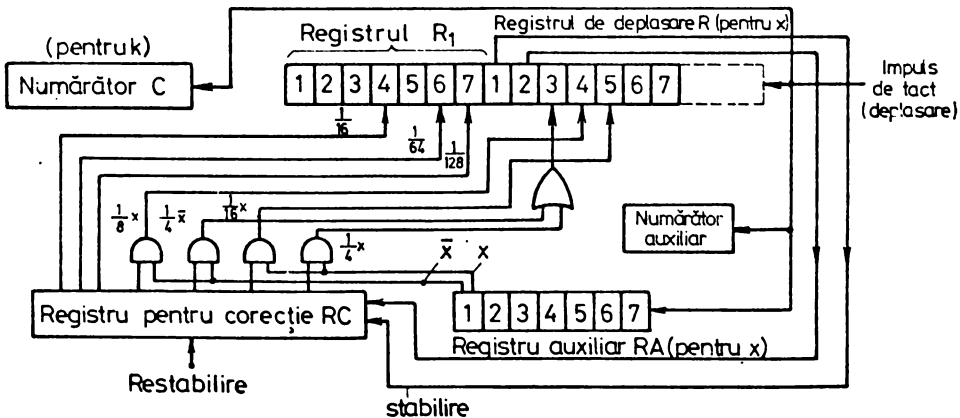 Registrul de deplasare R (pentru x)
(pentru k)
Registrul R₁
Numărător C
1 2 3 4 5 6 7 1 2 3 4 5 6 7
Impuls
de tact
(deplasare)
1/16
1/64
1/128
1/8 x
1/4 x̄
1/16 x
1/4 x
x̄
x
Numărător
auxiliar
1 2 3 4 5 6 7
Registru pentru corecție RC
Registru auxiliar RA (pentru x)
Restabilire
stabilire